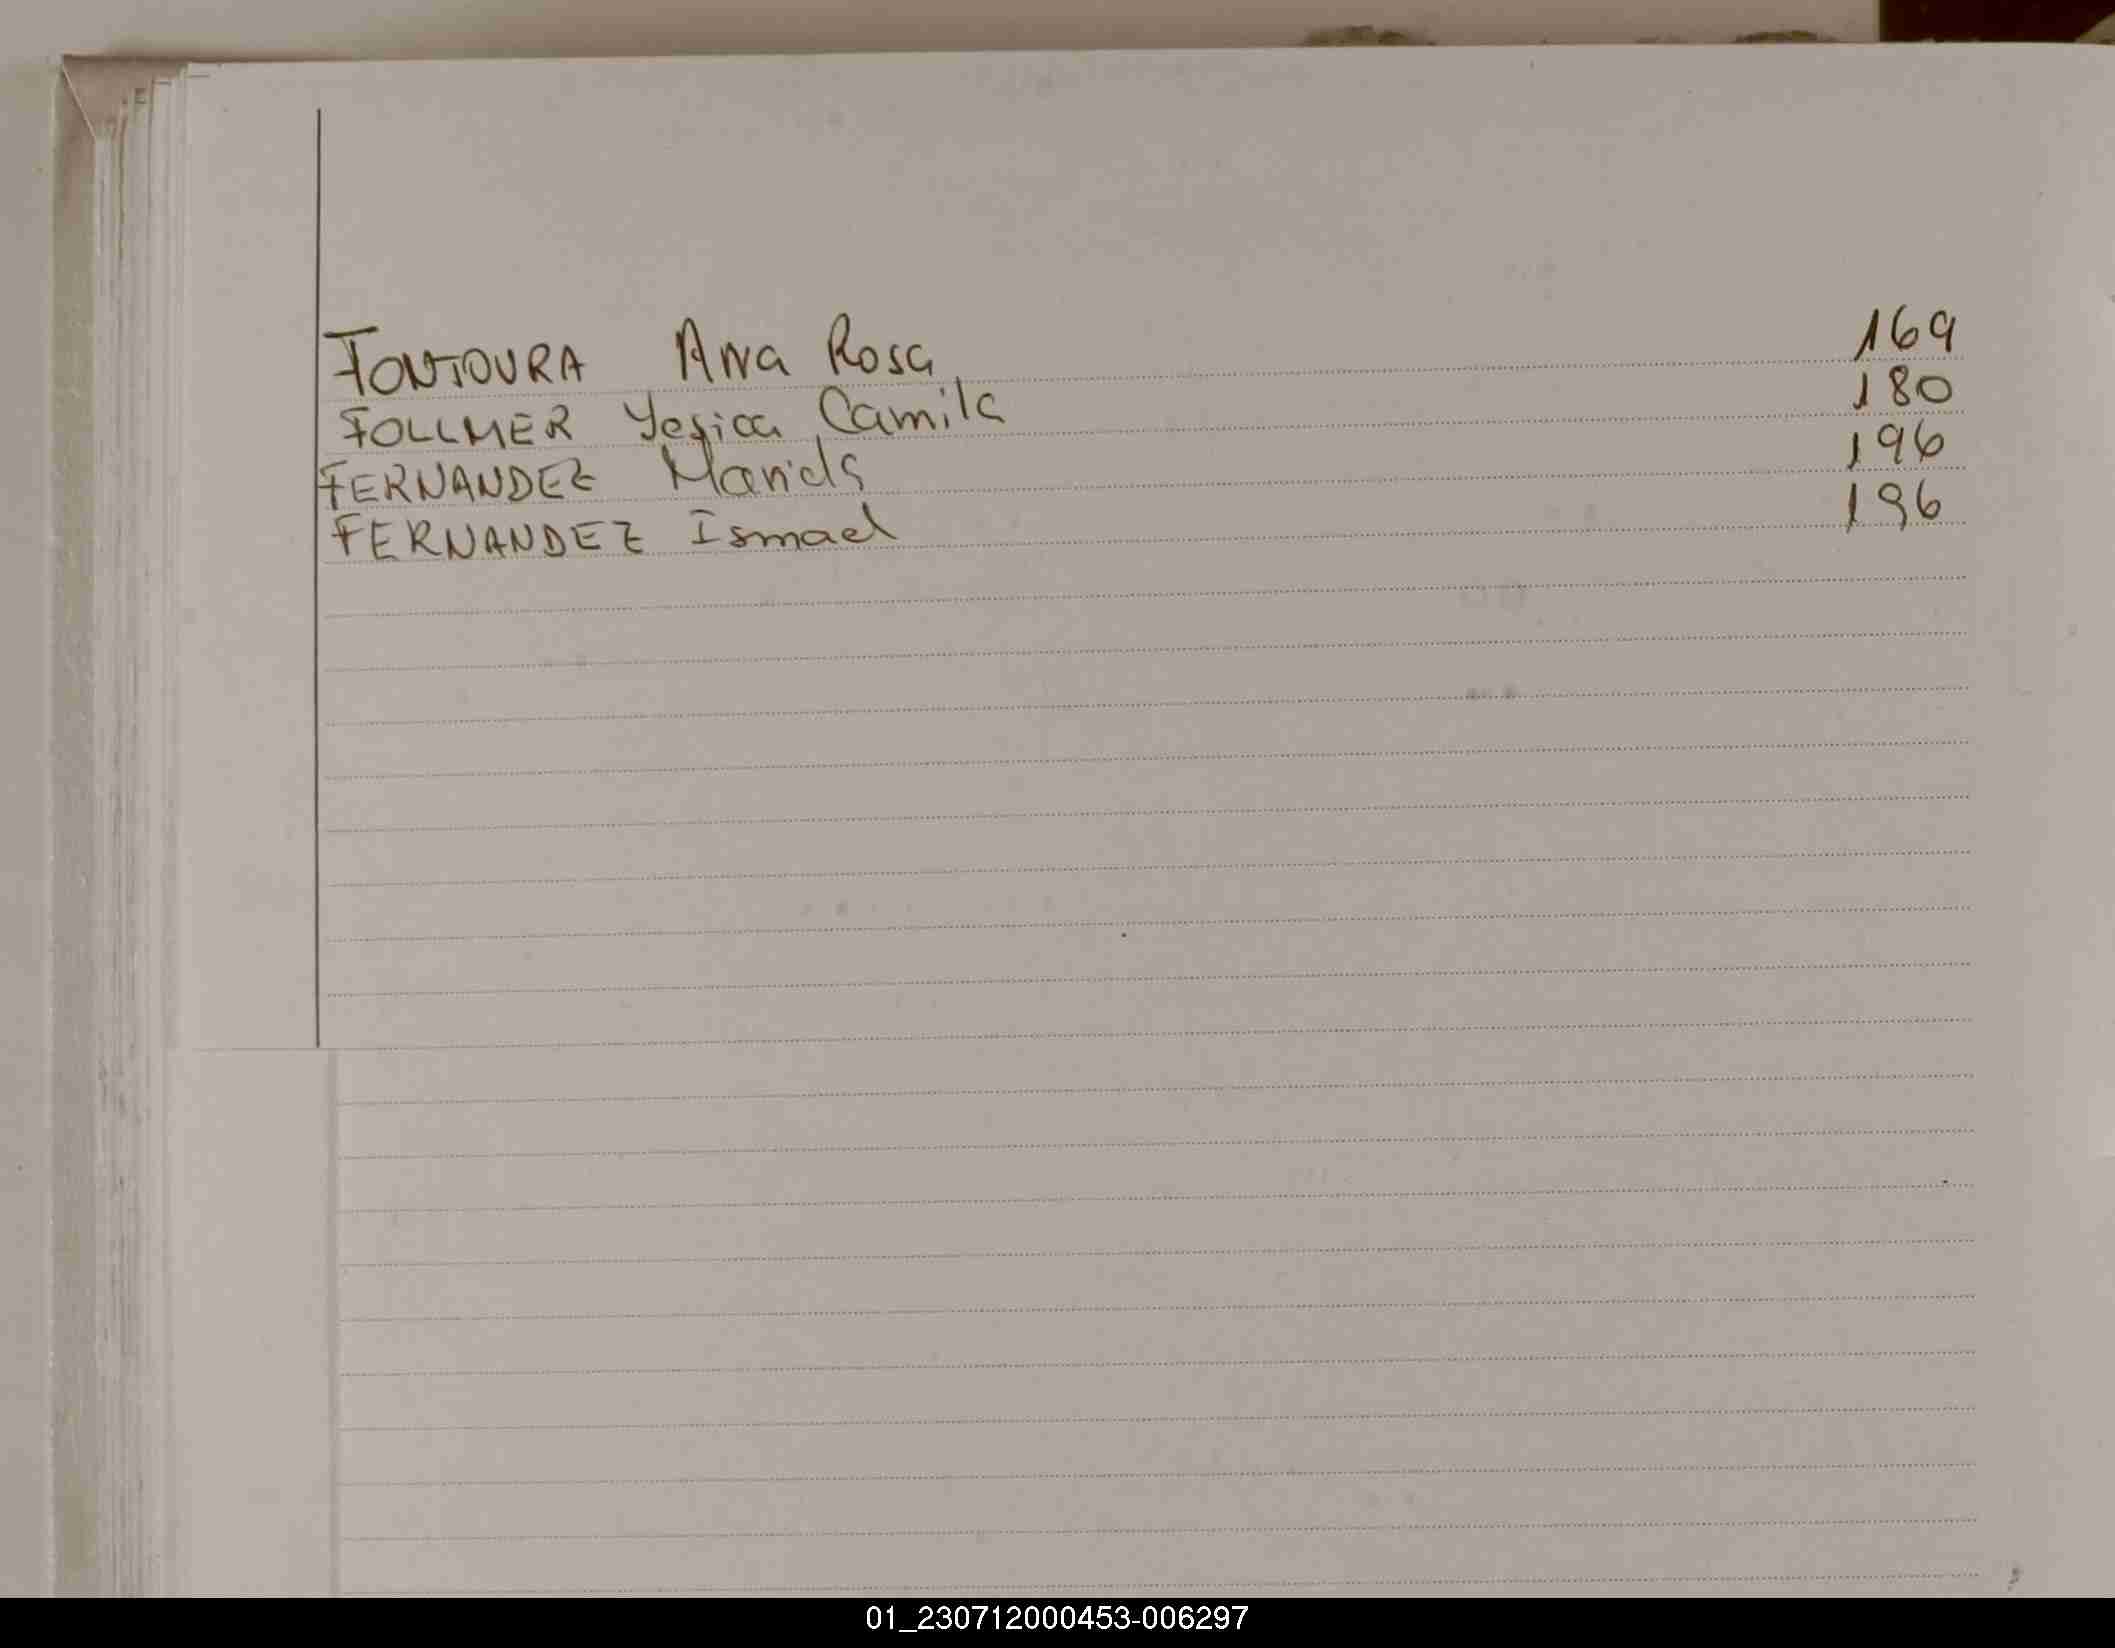 FONTOURA Ana Rosa 169
FOLLMER Yesica Camila 180
FERNANDEZ Mariela 196
FERNANDEZ Ismael 196
01_230712000453-006297